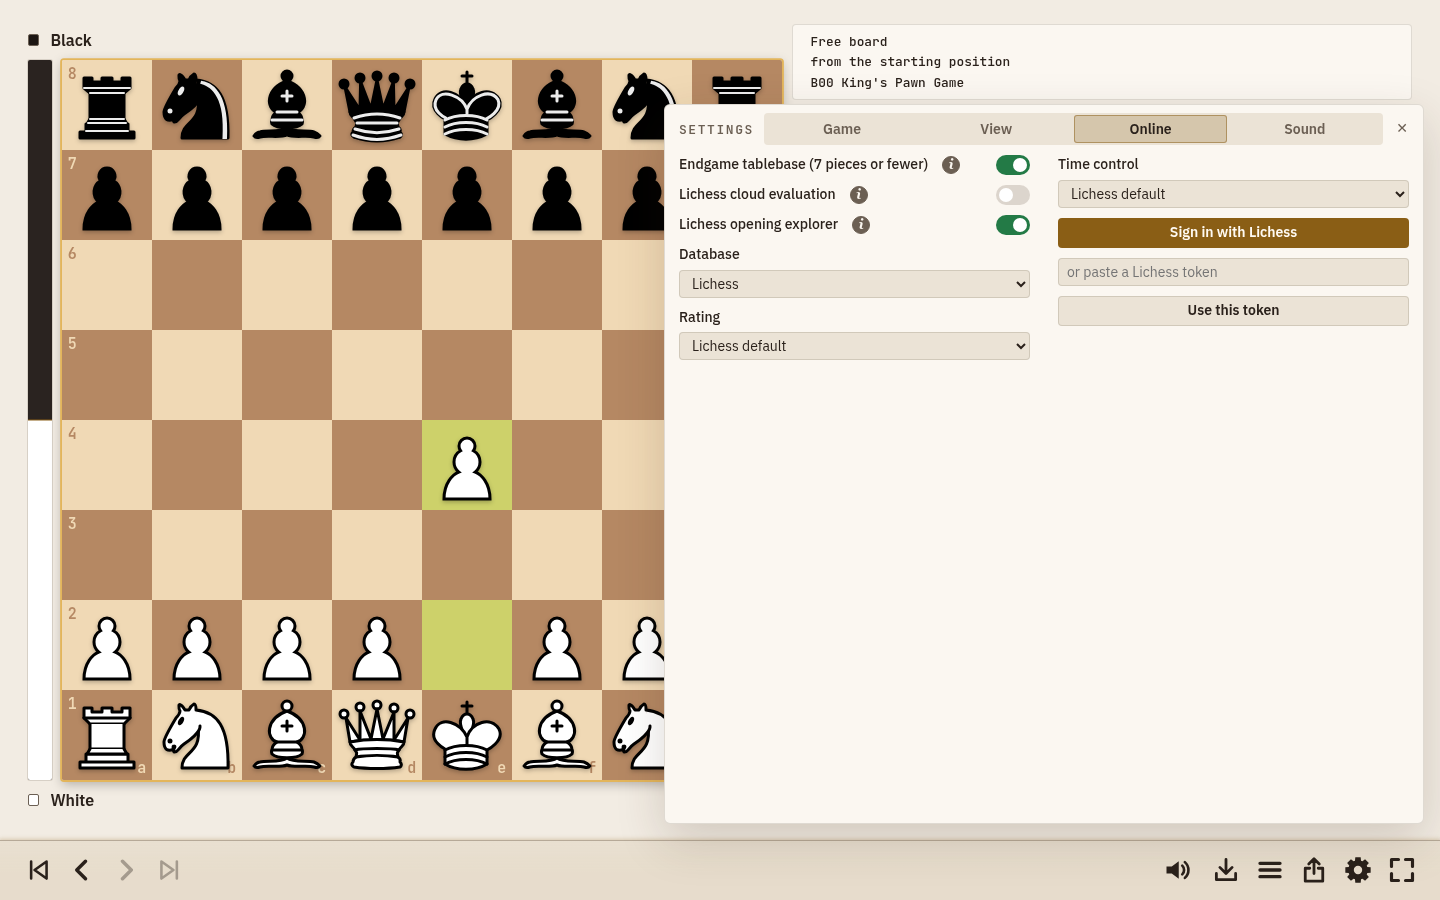 Black
Free board
from the starting position
B00 King's Pawn Game
SETTINGS
Game
View
Online
Sound
×
Endgame tablebase (7 pieces or fewer)
i
Lichess cloud evaluation
i
Lichess opening explorer
i
Database
Lichess
Rating
Lichess default
Time control
Lichess default
Sign in with Lichess
or paste a Lichess token
Use this token
8
7
6
5
4
3
2
1
a
b
c
d
e
f
White